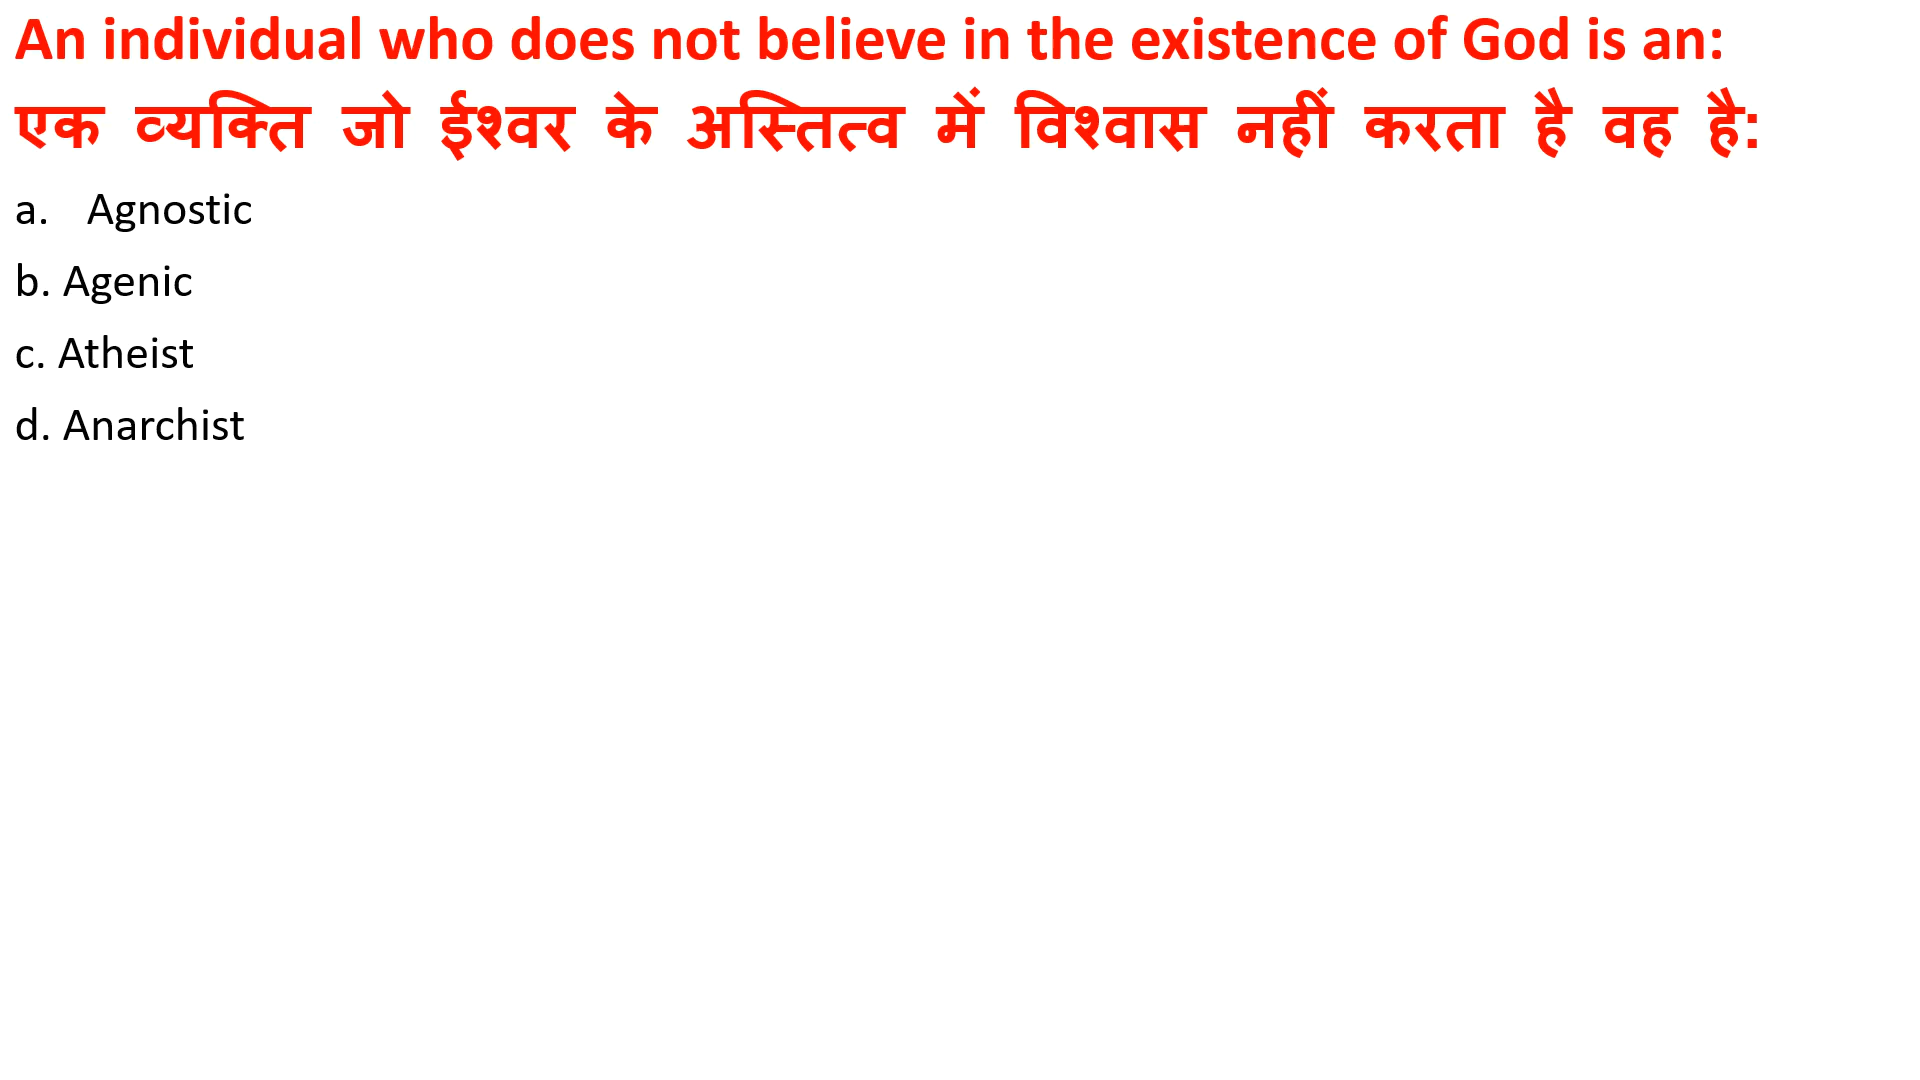 An individual who does not believe in the existence of God is an:
एक व्यक्ति जो ईश्वर के अस्तित्व में विश्वास नहीं करता है वह है:
a. Agnostic
b. Agenic
c. Atheist
d. Anarchist